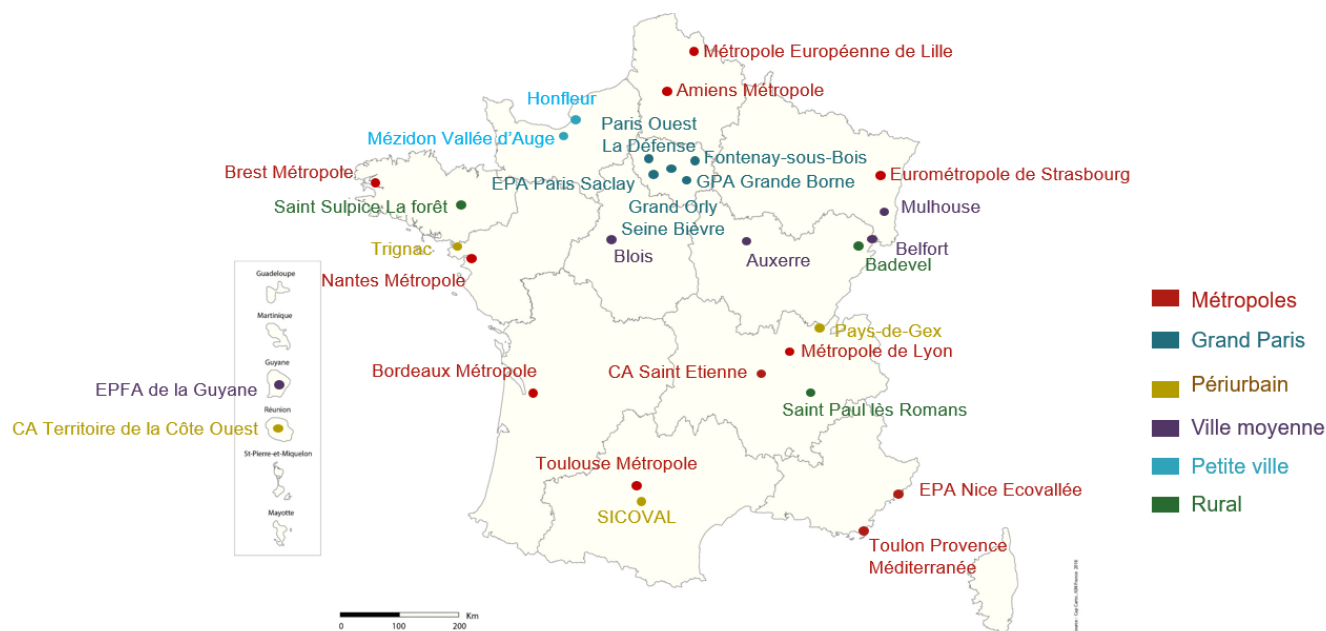 Métropole Européenne de Lille
Amiens Métropole
Honfleur
Mézidon Vallée d'Auge
Paris Ouest
La Défense
Fontenay-sous-Bois
EPA Paris Saclay
GPA Grande Borne
Grand Orly
Seine Bièvre
Brest Métropole
Saint Sulpice La forêt
Eurométropole de Strasbourg
Mulhouse
Trignac
Blois
Auxerre
Belfort
Badevel
Nantes Métropole
Guadeloupe
Martinique
Guyane
EPFA de la Guyane
Réunion
CA Territoire de la Côte Ouest
St-Pierre-et-Miquelon
Mayotte
Pays-de-Gex
Métropole de Lyon
Bordeaux Métropole
CA Saint Etienne
Saint Paul lès Romans
Toulouse Métropole
SICOVAL
EPA Nice Ecovallée
Toulon Provence
Méditerranée
Métropoles
Grand Paris
Périurbain
Ville moyenne
Petite ville
Rural
Km
0 100 200